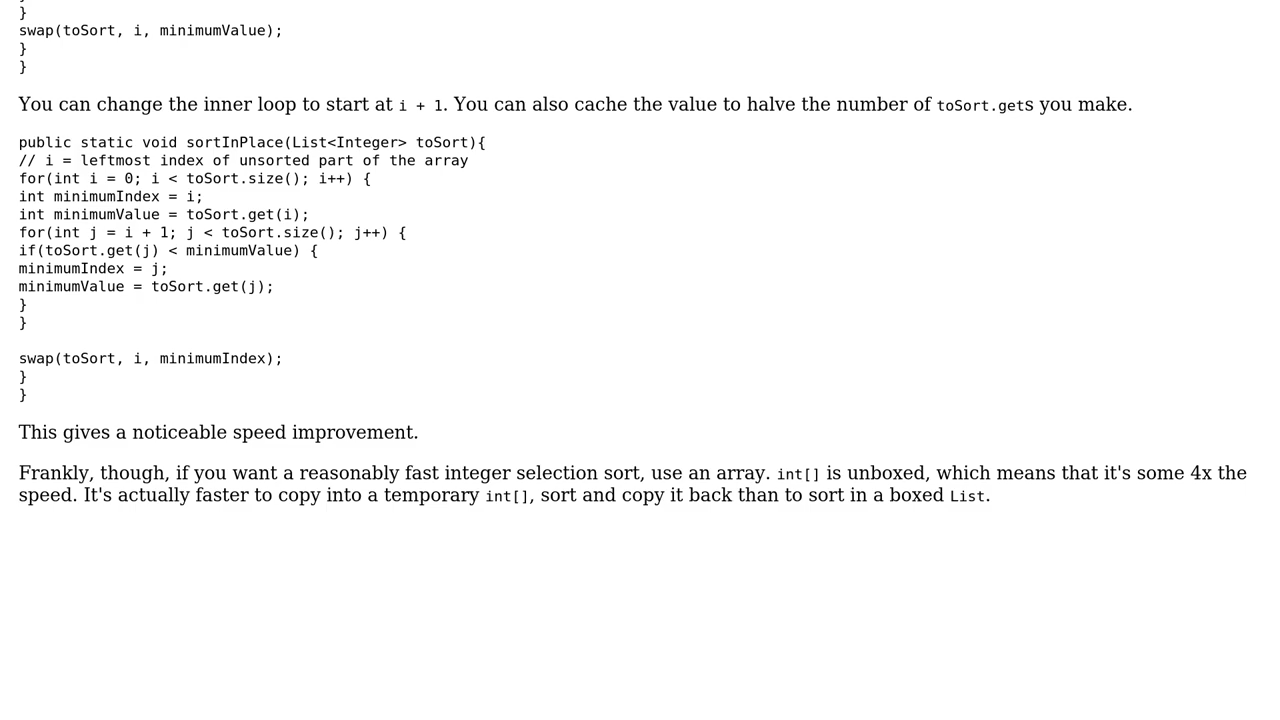 }
swap(toSort, i, minimumValue);
}
}
You can change the inner loop to start at i + 1. You can also cache the value to halve the number of toSort.gets you make.
public static void sortInPlace(List<Integer> toSort){
// i = leftmost index of unsorted part of the array
for(int i = 0; i < toSort.size(); i++) {
int minimumIndex = i;
int minimumValue = toSort.get(i);
for(int j = i + 1; j < toSort.size(); j++) {
if(toSort.get(j) < minimumValue) {
minimumIndex = j;
minimumValue = toSort.get(j);
}
}
swap(toSort, i, minimumIndex);
}
}
This gives a noticeable speed improvement.
Frankly, though, if you want a reasonably fast integer selection sort, use an array. int[] is unboxed, which means that it's some 4x the
speed. It's actually faster to copy into a temporary int[], sort and copy it back than to sort in a boxed List.